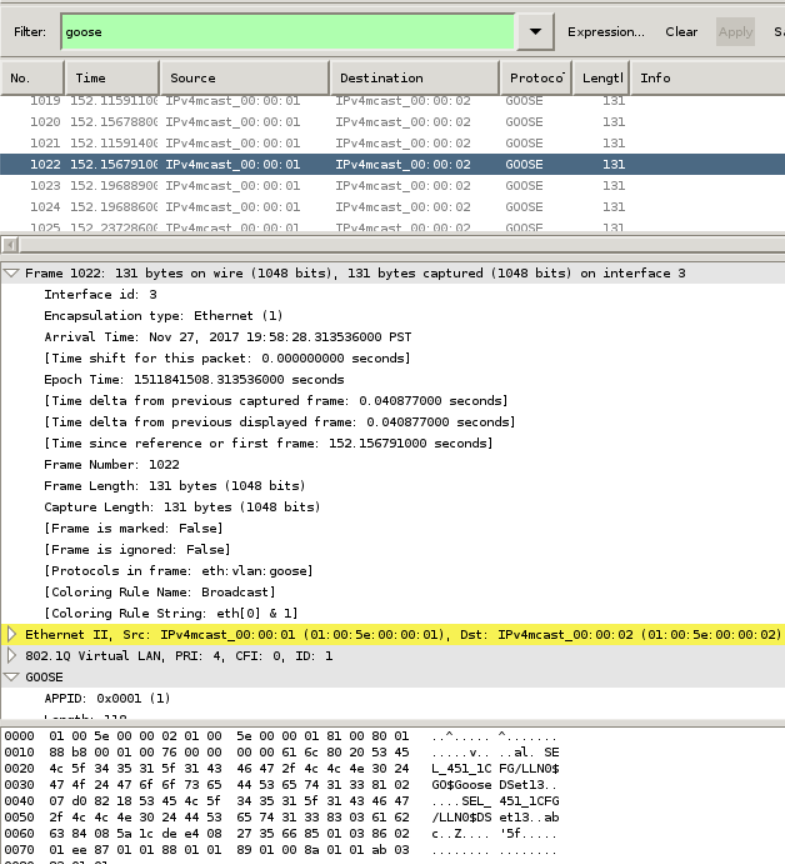 Filter: goose Expression... Clear Apply
No. Time Source Destination Protoco Lengtl Info
1019 152.11591100 IPv4mcast_00:00:01 IPv4mcast_00:00:02 GOOSE 131
1020 152.15678800 IPv4mcast_00:00:01 IPv4mcast_00:00:02 GOOSE 131
1021 152.11591400 IPv4mcast_00:00:01 IPv4mcast_00:00:02 GOOSE 131
1022 152.15679100 IPv4mcast_00:00:01 IPv4mcast_00:00:02 GOOSE 131
1023 152.19688900 IPv4mcast_00:00:01 IPv4mcast_00:00:02 GOOSE 131
1024 152.19688600 IPv4mcast_00:00:01 IPv4mcast_00:00:02 GOOSE 131
1025 152.23728600 IPv4mcast_00:00:01 IPv4mcast_00:00:02 GOOSE 131
Frame 1022: 131 bytes on wire (1048 bits), 131 bytes captured (1048 bits) on interface 3
Interface id: 3
Encapsulation type: Ethernet (1)
Arrival Time: Nov 27, 2017 19:58:28.313536000 PST
[Time shift for this packet: 0.000000000 seconds]
Epoch Time: 1511841508.313536000 seconds
[Time delta from previous captured frame: 0.040877000 seconds]
[Time delta from previous displayed frame: 0.040877000 seconds]
[Time since reference or first frame: 152.156791000 seconds]
Frame Number: 1022
Frame Length: 131 bytes (1048 bits)
Capture Length: 131 bytes (1048 bits)
[Frame is marked: False]
[Frame is ignored: False]
[Protocols in frame: eth:vlan:goose]
[Coloring Rule Name: Broadcast]
[Coloring Rule String: eth[0] & 1]
Ethernet II, Src: IPv4mcast_00:00:01 (01:00:5e:00:00:01), Dst: IPv4mcast_00:00:02 (01:00:5e:00:00:02)
802.1Q Virtual LAN, PRI: 4, CFI: 0, ID: 1
GOOSE
APPID: 0x0001 (1)
0000 01 00 5e 00 00 02 01 00 5e 00 00 01 81 00 80 01 ..^..... ^.......
0010 88 b8 00 01 00 76 00 00 00 00 61 6c 80 20 53 45 .....v.. ..al. SE
0020 4c 5f 34 35 31 5f 31 43 46 47 2f 4c 4c 4e 30 24 L_451_1C FG/LLN0$
0030 47 4f 24 47 6f 6f 73 65 44 53 65 74 31 33 81 02 GO$Goose DSet13..
0040 07 d0 82 18 53 45 4c 5f 34 35 31 5f 31 43 46 47 ....SEL_ 451_1CFG
0050 2f 4c 4c 4e 30 24 44 53 65 74 31 33 83 03 61 62 /LLN0$DS et13..ab
0060 63 84 08 5a 1c de e4 08 27 35 66 85 01 03 86 02 c..Z.... '5f.....
0070 01 ee 87 01 01 88 01 01 89 01 00 8a 01 01 ab 03 ........ ........